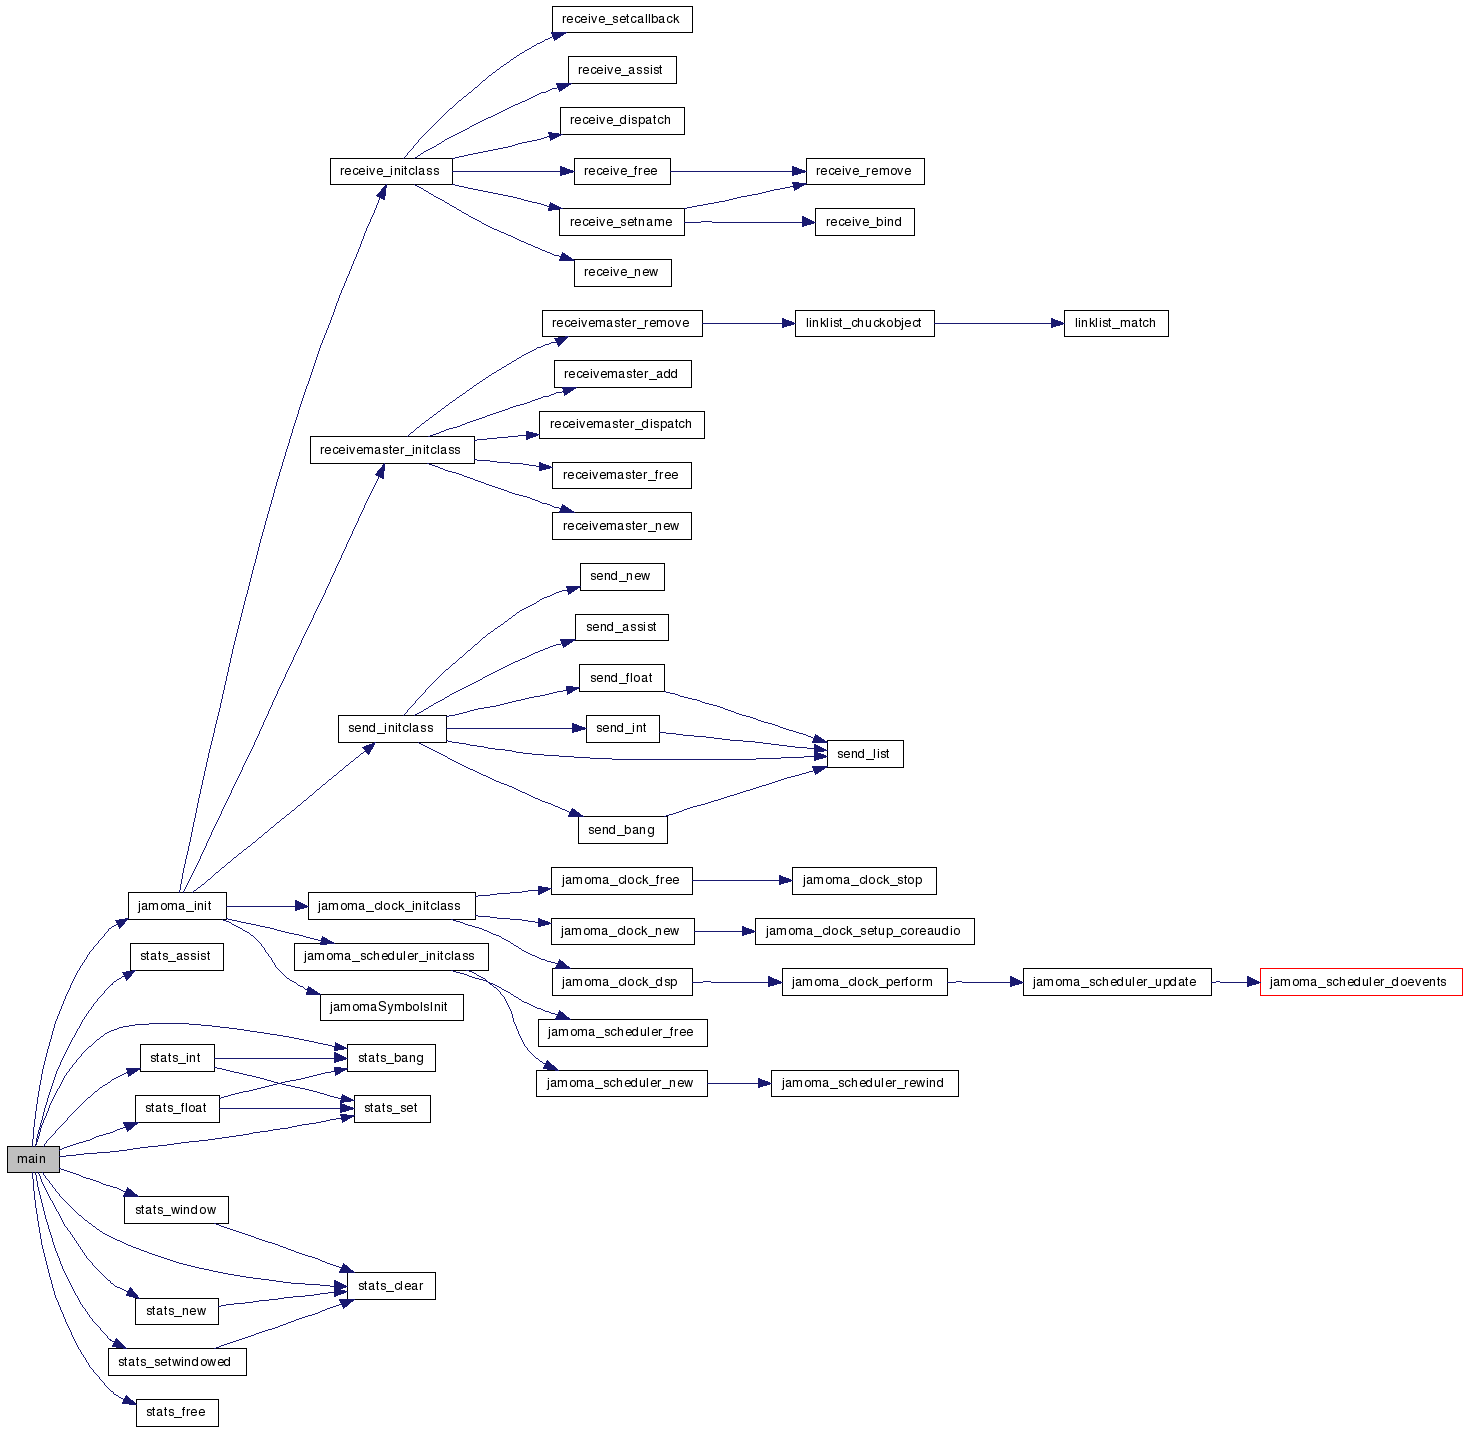 receive_setcallback
receive_assist
receive_dispatch
receive_initclass
receive_free
receive_remove
receive_setname
receive_bind
receive_new
receivemaster_remove
linklist_chuckobject
linklist_match
receivemaster_add
receivemaster_dispatch
receivemaster_initclass
receivemaster_free
receivemaster_new
send_new
send_assist
send_float
send_initclass
send_int
send_list
send_bang
jamoma_clock_free
jamoma_clock_stop
jamoma_init
jamoma_clock_initclass
jamoma_clock_new
jamoma_clock_setup_coreaudio
stats_assist
jamoma_scheduler_initclass
jamoma_clock_dsp
jamoma_clock_perform
jamoma_scheduler_update
jamoma_scheduler_doevents
jamomaSymbolsInit
jamoma_scheduler_free
stats_int
stats_bang
jamoma_scheduler_new
jamoma_scheduler_rewind
stats_float
stats_set
main
stats_window
stats_clear
stats_new
stats_setwindowed
stats_free